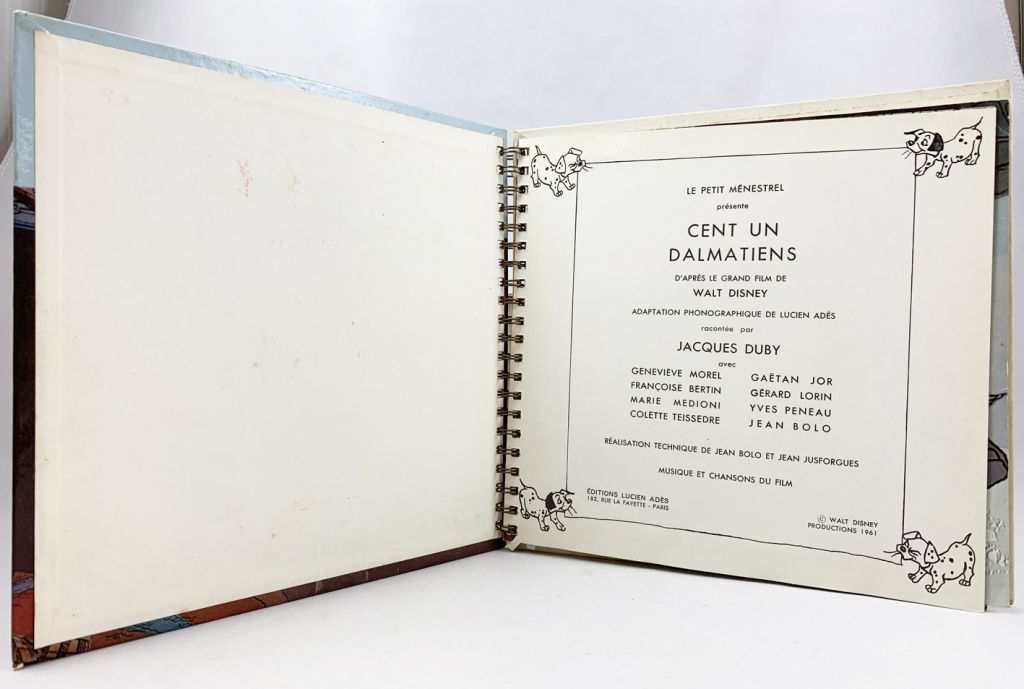 LE PETIT MÉNESTREL
présente
CENT UN
DALMATIENS
D'APRÈS LE GRAND FILM DE
WALT DISNEY
ADAPTATION PHONOGRAPHIQUE DE LUCIEN ADÈS
racontée par
JACQUES DUBY
avec
GENEVIÈVE MOREL GAËTAN JOR
FRANÇOISE BERTIN GÉRARD LORIN
MARIE MEDIONI YVES PENEAU
COLETTE TEISSEDRE JEAN BOLO
RÉALISATION TECHNIQUE DE JEAN BOLO ET JEAN JUSFORGUES
MUSIQUE ET CHANSONS DU FILM
ÉDITIONS LUCIEN ADÈS
182, RUE LA FAYETTE - PARIS
© WALT DISNEY
PRODUCTIONS 1961